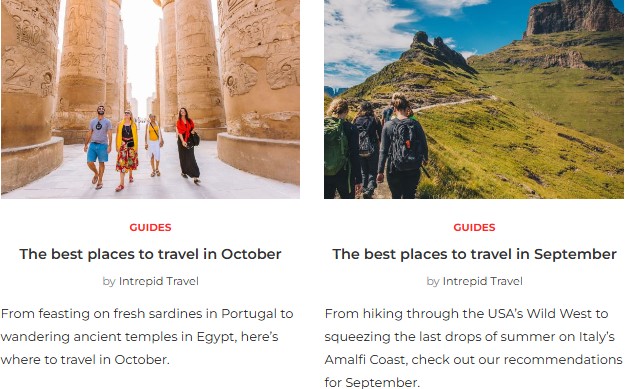 GUIDES
The best places to travel in October
by Intrepid Travel
From feasting on fresh sardines in Portugal to
wandering ancient temples in Egypt, here’s
where to travel in October.
GUIDES
The best places to travel in September
by Intrepid Travel
From hiking through the USA’s Wild West to
squeezing the last drops of summer on Italy’s
Amalfi Coast, check out our recommendations
for September.